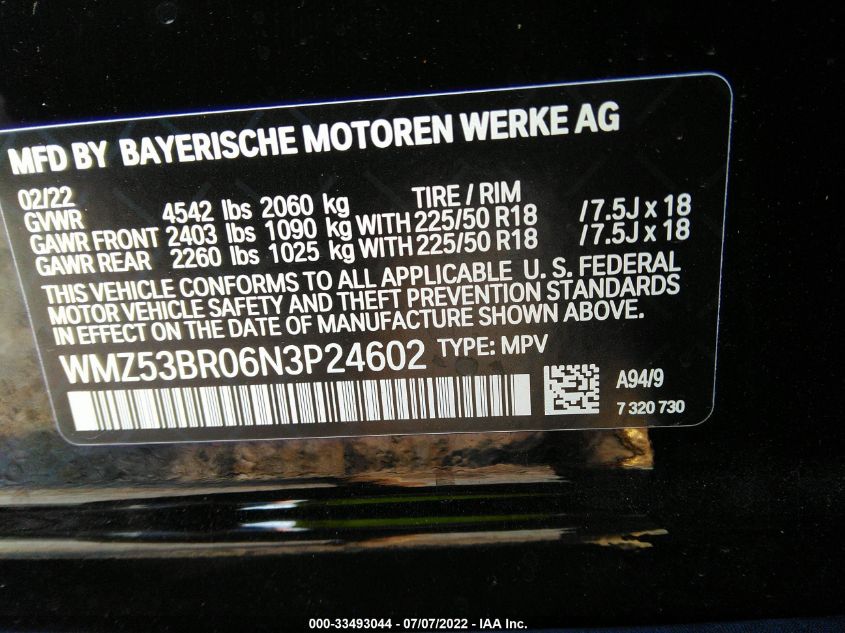 MFD BY BAYERISCHE MOTOREN WERKE AG
02/22 TIRE / RIM
GVWR 4542 lbs 2060 kg
GAWR FRONT 2403 lbs 1090 kg WITH 225/50 R18 /7.5J x 18
GAWR REAR 2260 lbs 1025 kg WITH 225/50 R18 /7.5J x 18
THIS VEHICLE CONFORMS TO ALL APPLICABLE U. S. FEDERAL
MOTOR VEHICLE SAFETY AND THEFT PREVENTION STANDARDS
IN EFFECT ON THE DATE OF MANUFACTURE SHOWN ABOVE.
WMZ53BR06N3P24602 TYPE: MPV
A94/9
7 320 730
000-33493044 - 07/07/2022 - IAA Inc.